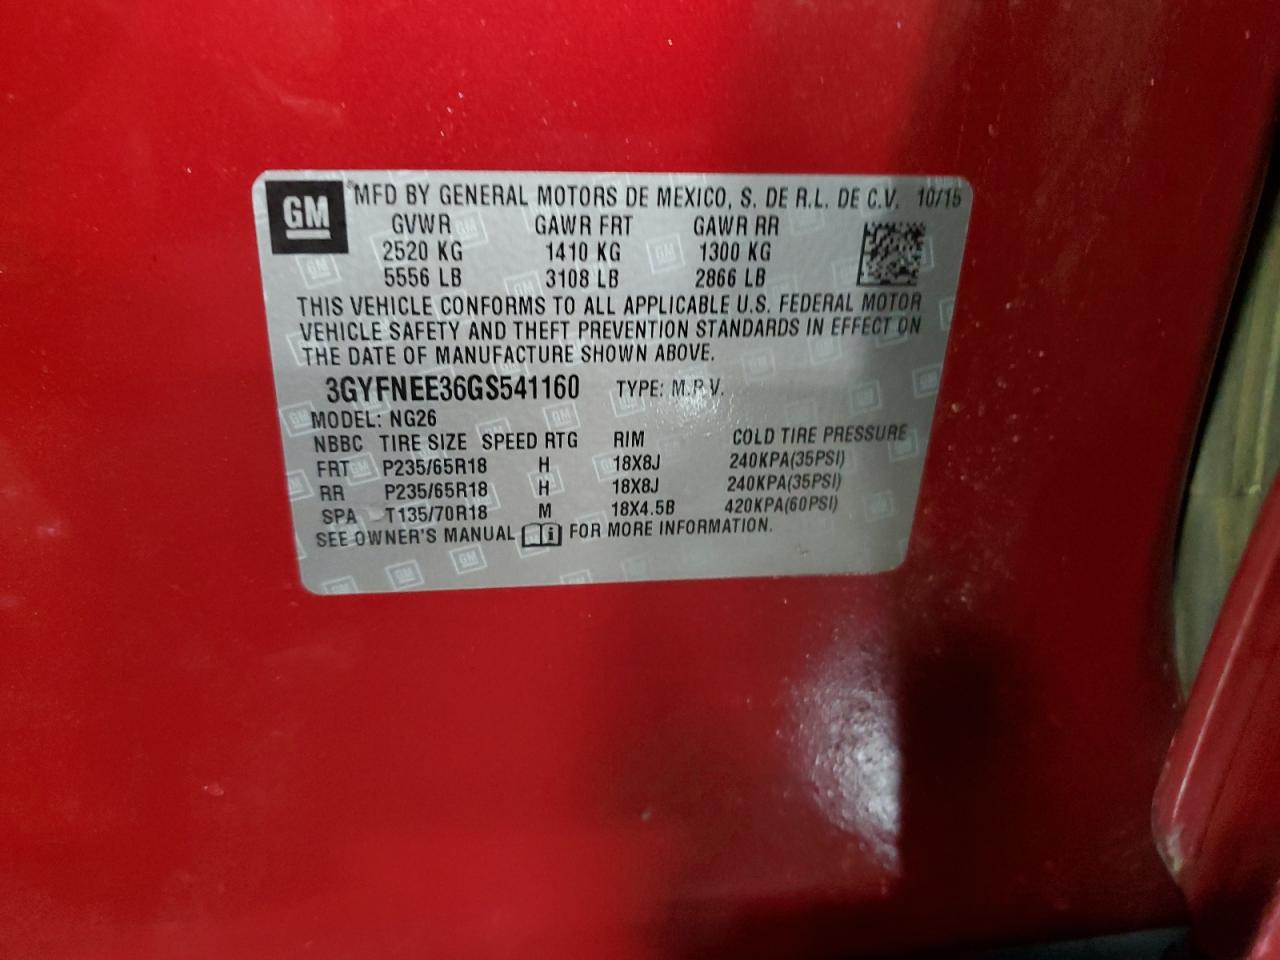 GM
MFD BY GENERAL MOTORS DE MEXICO, S. DE R.L. DE C.V. 10/15
GVWR GAWR FRT GAWR RR
2520 KG 1410 KG 1300 KG
5556 LB 3108 LB 2866 LB
THIS VEHICLE CONFORMS TO ALL APPLICABLE U.S. FEDERAL MOTOR
VEHICLE SAFETY AND THEFT PREVENTION STANDARDS IN EFFECT ON
THE DATE OF MANUFACTURE SHOWN ABOVE.
3GYFNEE36GS541160 TYPE: M.P.V.
MODEL: NG26
NBBC TIRE SIZE SPEED RTG RIM COLD TIRE PRESSURE
FRT P235/65R18 H 18X8J 240KPA(35PSI)
RR P235/65R18 H 18X8J 240KPA(35PSI)
SPA T135/70R18 M 18X4.5B 420KPA(60PSI)
SEE OWNER'S MANUAL i FOR MORE INFORMATION.